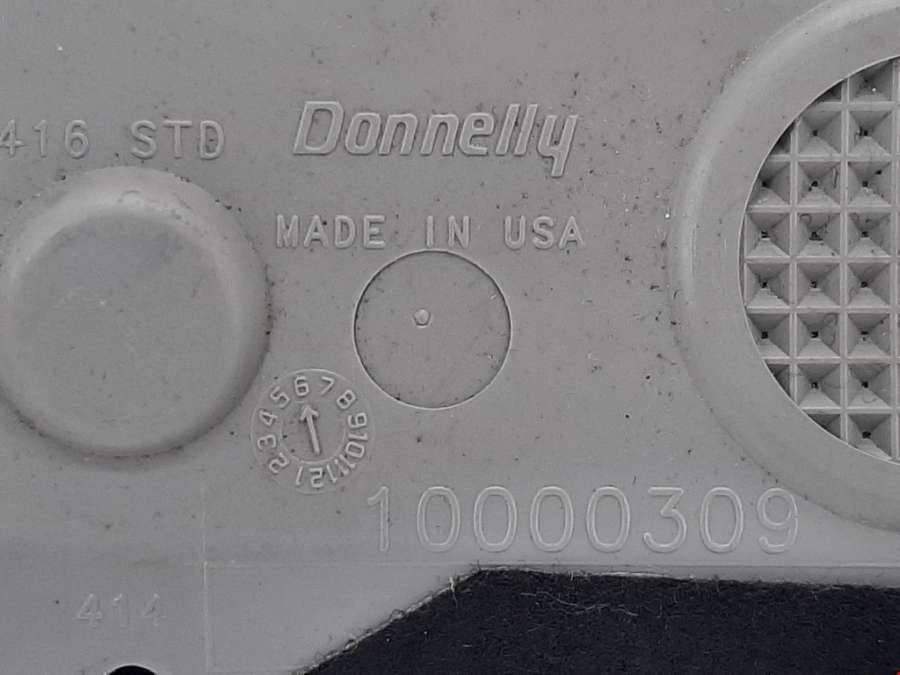 416 STD
Donnelly
MADE IN USA
1 2 3 4 5 6 7 8 9 10 11 12
10000309
414